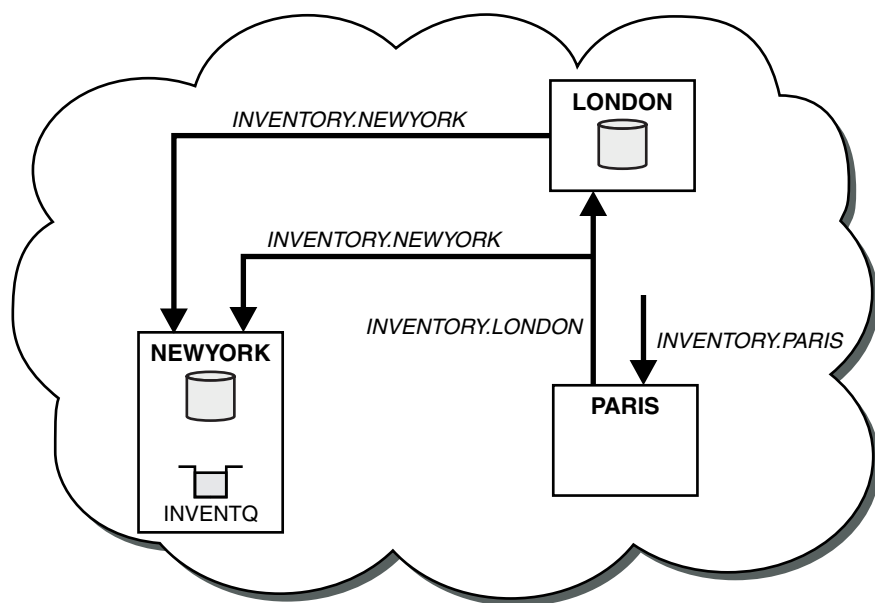 LONDON
INVENTORY.NEWYORK
INVENTORY.NEWYORK
INVENTORY.LONDON
INVENTORY.PARIS
NEWYORK
PARIS
INVENTQ